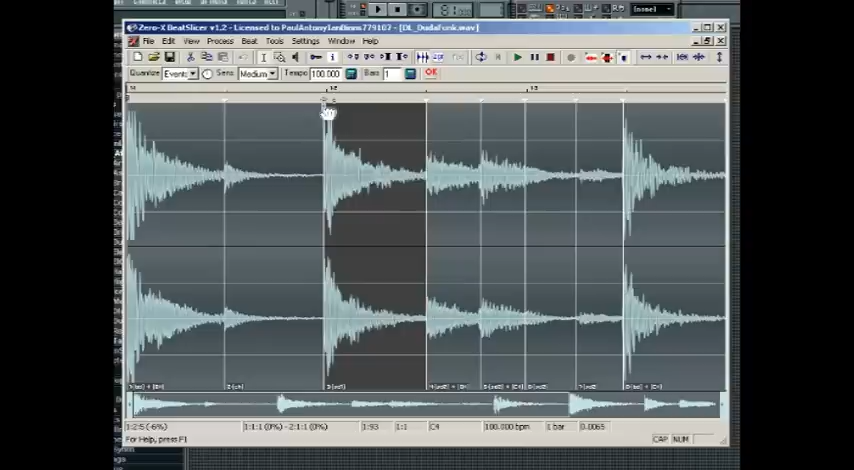 Zero-X BeatSlicer v1.2 - Licensed to PaulAntonyIanBinns779107 - [DL_DudaFunk.wav]
File Edit View Process Beat Tools Settings Window Help
Quantize Events Sens Medium Tempo 100.000 Bars 1 OK
1:2:5 (-6%) 1:1:1 (0%) - 2:1:1 (0%) 1:93 1:1 C4 100.000 bpm 1 bar 0.0065
For Help, press F1 CAP NUM